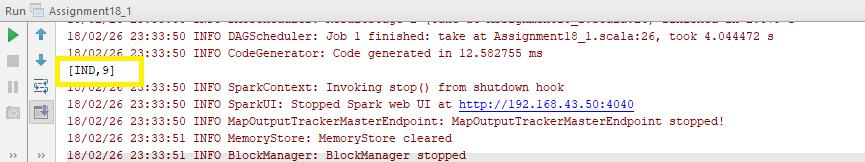 Run Assignment18_1
18/02/26 23:33:50 INFO DAGScheduler: Job 1 finished: take at Assignment18_1.scala:26, took 4.044472 s
18/02/26 23:33:50 INFO CodeGenerator: Code generated in 12.582755 ms
[IND,9]
18/02/26 23:33:50 INFO SparkContext: Invoking stop() from shutdown hook
18/02/26 23:33:50 INFO SparkUI: Stopped Spark web UI at http://192.168.43.50:4040
18/02/26 23:33:50 INFO MapOutputTrackerMasterEndpoint: MapOutputTrackerMasterEndpoint stopped!
18/02/26 23:33:51 INFO MemoryStore: MemoryStore cleared
18/02/26 23:33:51 INFO BlockManager: BlockManager stopped